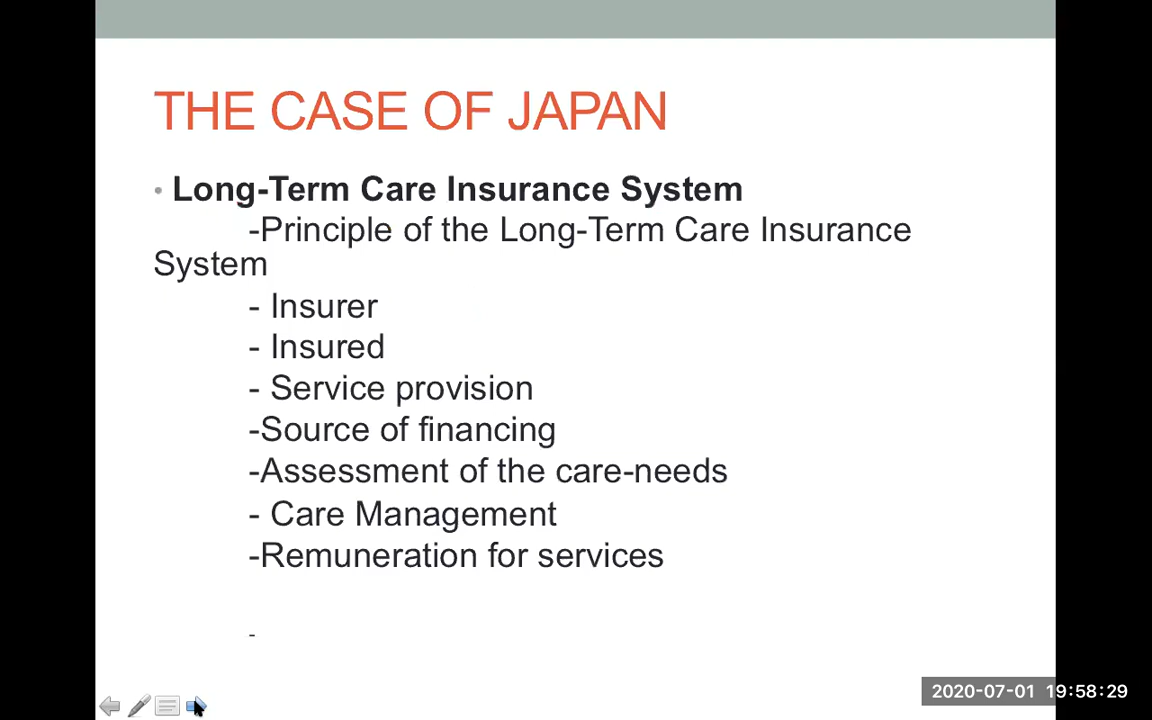 THE CASE OF JAPAN
• Long-Term Care Insurance System
-Principle of the Long-Term Care Insurance
System
- Insurer
- Insured
- Service provision
-Source of financing
-Assessment of the care-needs
- Care Management
-Remuneration for services
-
2020-07-01 19:58:29